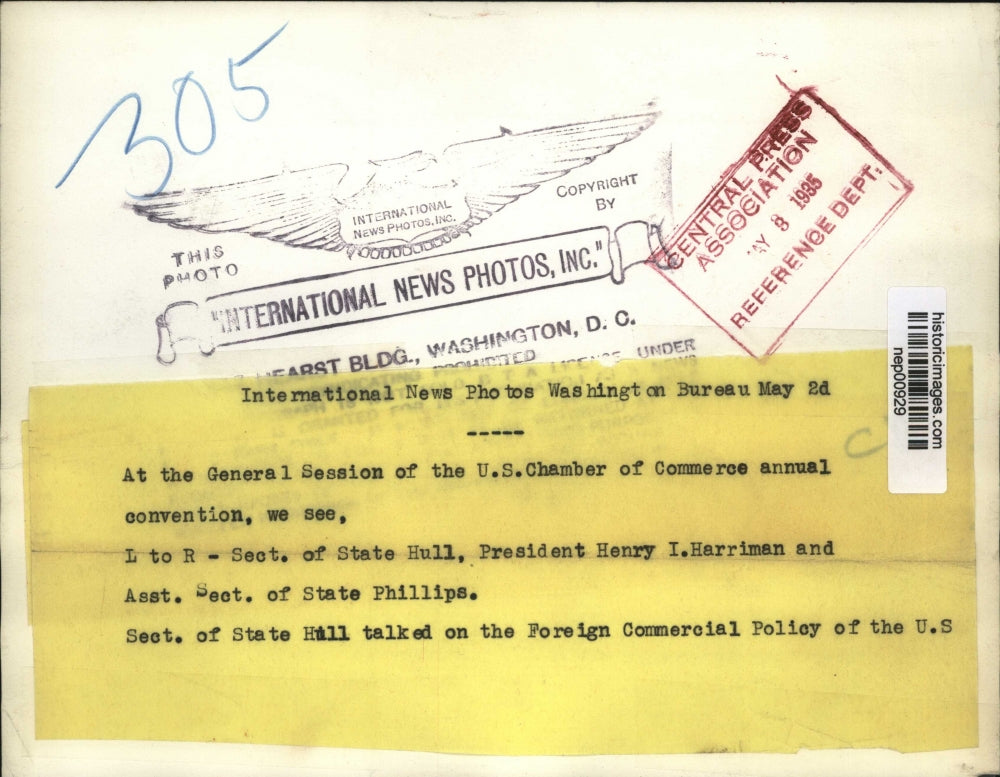 305
INTERNATIONAL
NEWS PHOTOS, INC.
COPYRIGHT
BY
THIS
PHOTO
"INTERNATIONAL NEWS PHOTOS, INC."
HEARST BLDG., WASHINGTON, D. C.
PROHIBITED
UNDER
CENTRAL PRESS
ASSOCIATION
MAY 8 1935
REFERENCE DEPT.
historicimages.com
nep00929
International News Photos Washington Bureau May 2d
-----
At the General Session of the U.S.Chamber of Commerce annual
convention, we see,
L to R - Sect. of State Hull, President Henry I.Harriman and
Asst. Sect. of State Phillips.
Sect. of State Hull talked on the Foreign Commercial Policy of the U.S